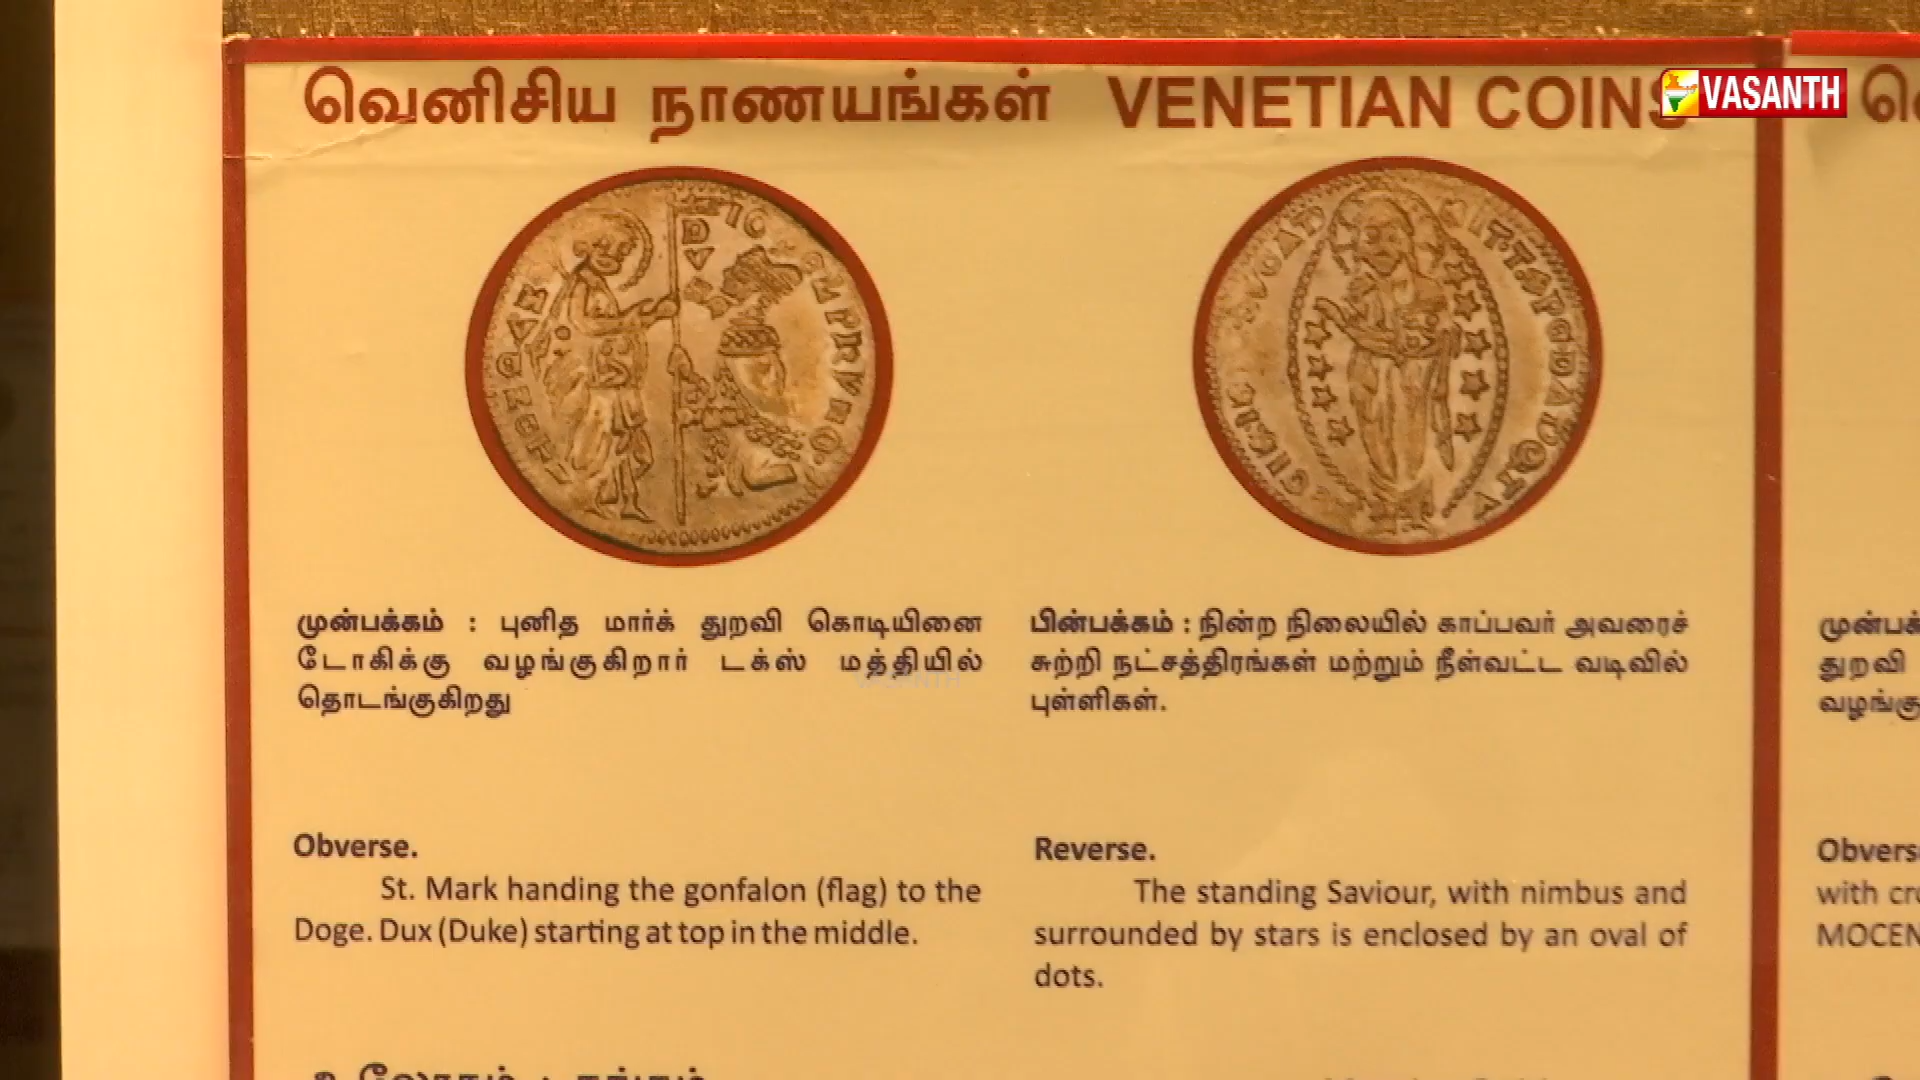 வெனிசிய நாணயங்கள் VENETIAN COINS
VASANTH
முன்பக்கம் : புனித மார்க் துறவி கொடியினை
டோகிக்கு வழங்குகிறார் டக்ஸ் மத்தியில்
தொடங்குகிறது
VASANTH
பின்பக்கம் : நின்ற நிலையில் காப்பவர் அவரைச்
சுற்றி நட்சத்திரங்கள் மற்றும் நீள்வட்ட வடிவில்
புள்ளிகள்.
துறவி
Obverse.
St. Mark handing the gonfalon (flag) to the
Doge. Dux (Duke) starting at top in the middle.
Reverse.
The standing Saviour, with nimbus and
surrounded by stars is enclosed by an oval of
dots.
with